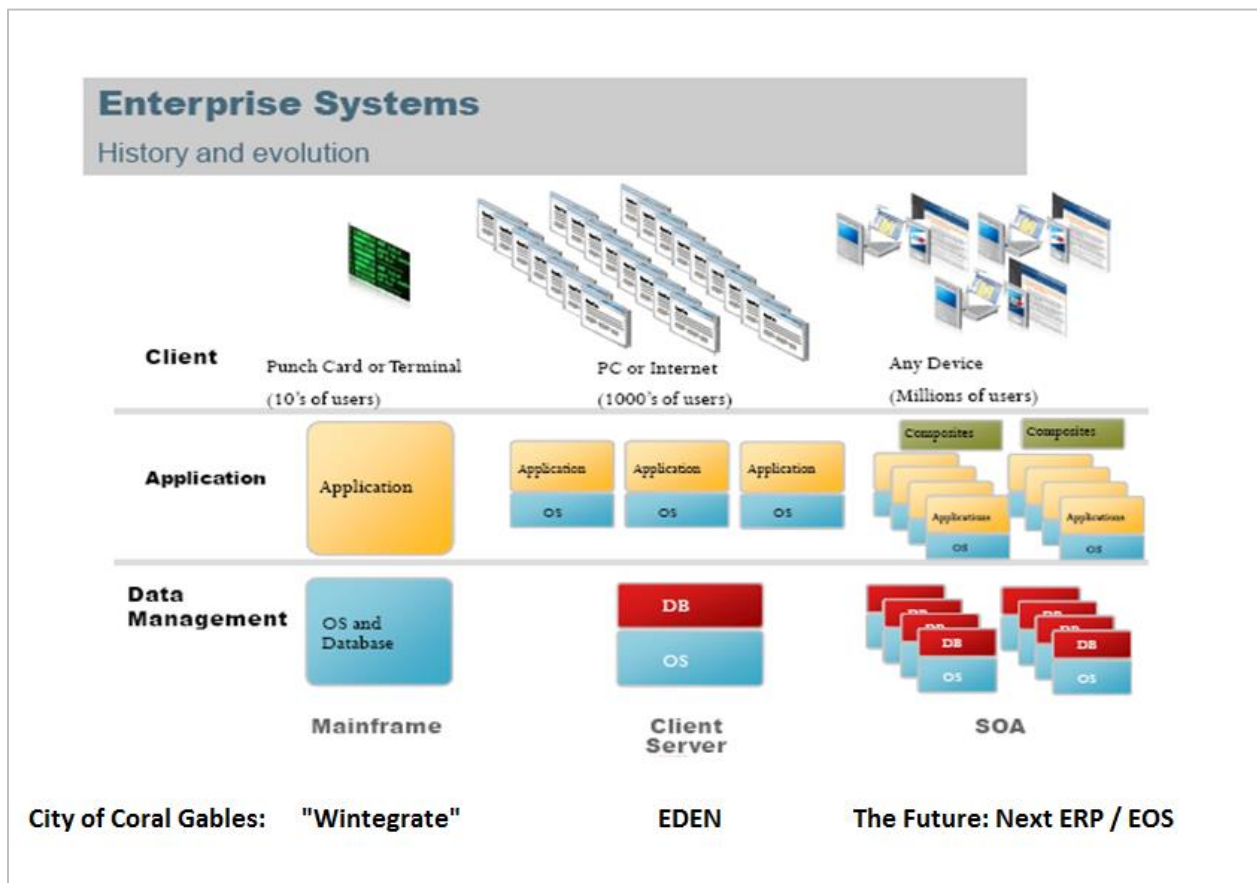 Enterprise Systems
History and evolution
Client
Punch Card or Terminal
(10's of users)
PC or Internet
(1000's of users)
Any Device
(Millions of users)
Application
Application
Application
Application
Application
OS
OS
OS
Composites
Composites
Applications
Applications
OS
OS
Data
Management
OS and
Database
DB
OS
DB
DB
DB
DB
OS
OS
Mainframe
Client
Server
SOA
City of Coral Gables:
"Wintegrate"
EDEN
The Future: Next ERP / EOS